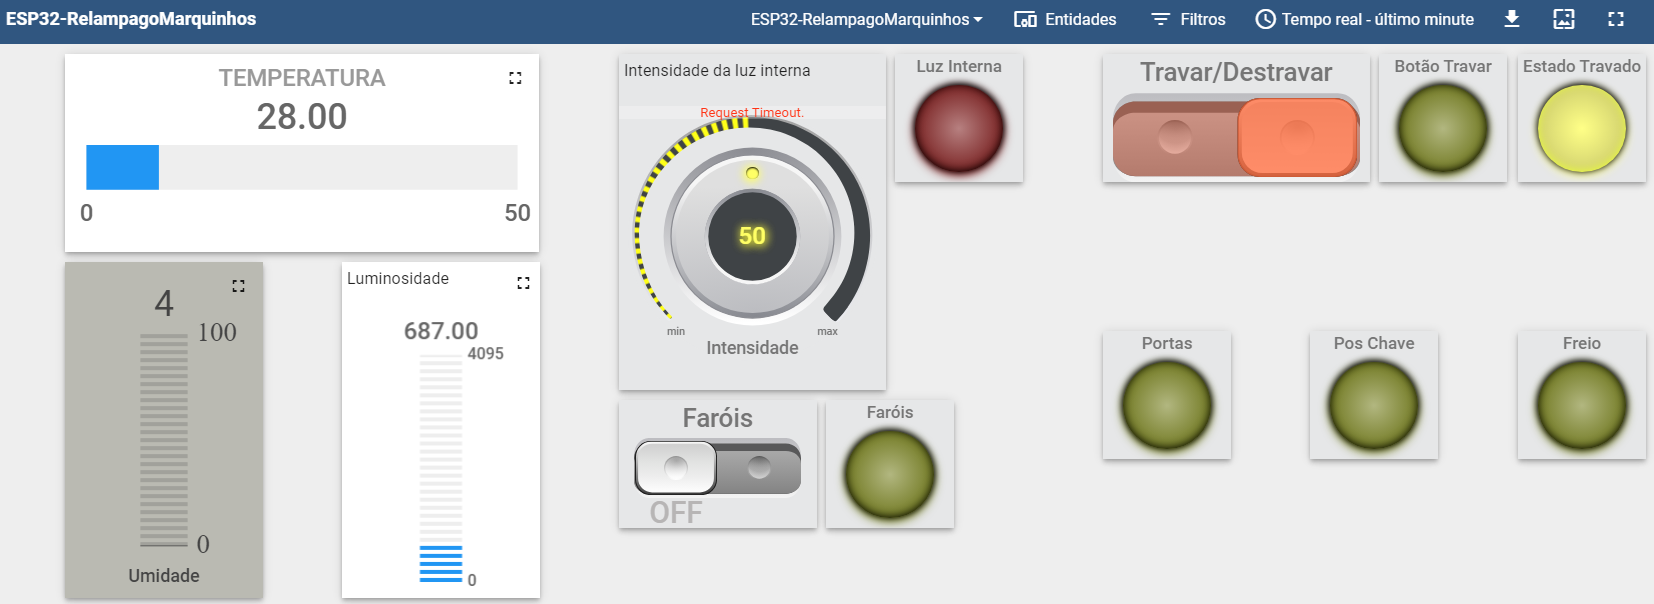 ESP32-RelampagoMarquinhos
ESP32-RelampagoMarquinhos
Entidades
Filtros
Tempo real - último minute
TEMPERATURA
28.00
0
50
4
100
0
Umidade
Luminosidade
687.00
4095
0
Intensidade da luz interna
Request Timeout.
50
min
max
Intensidade
Luz Interna
Faróis
OFF
Faróis
Travar/Destravar
Botão Travar
Estado Travado
Portas
Pos Chave
Freio